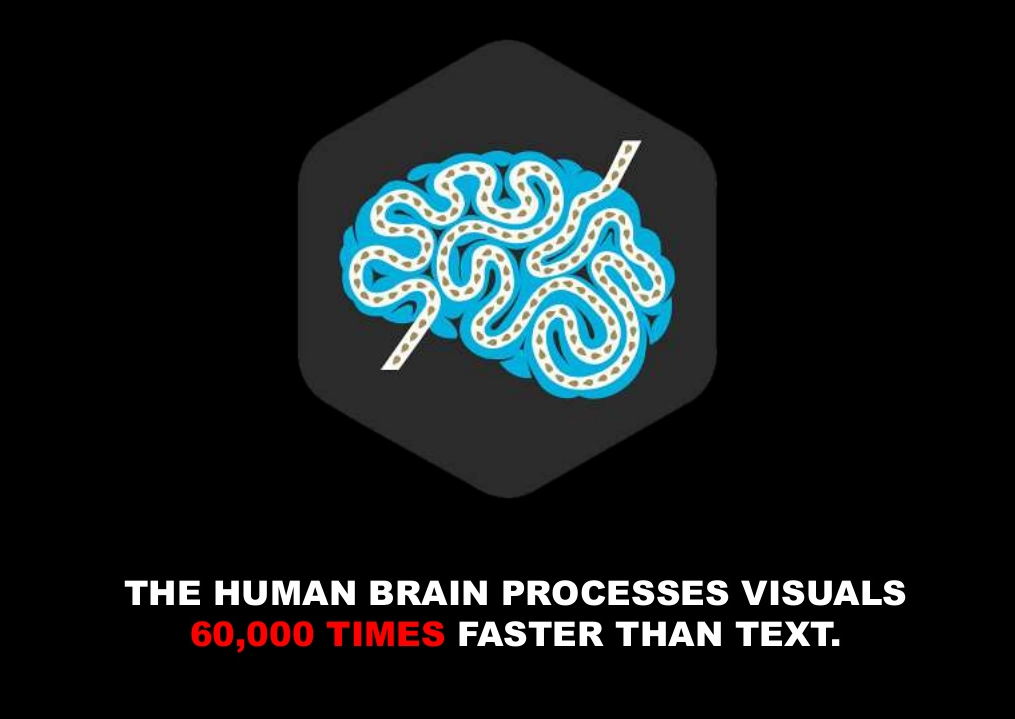 THE HUMAN BRAIN PROCESSES VISUALS
60,000 TIMES FASTER THAN TEXT.